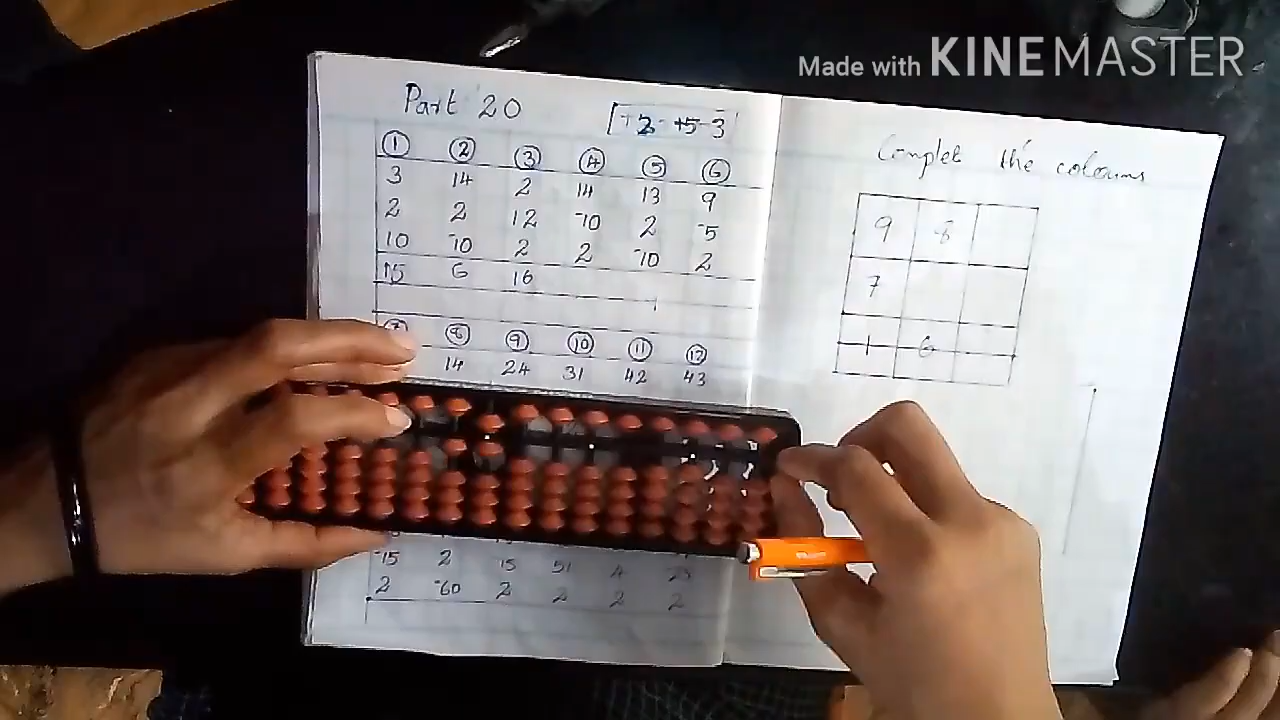 Made with KINEMASTER
Part 20
+2 = +5 -3
Complet the coloums
① ② ③ ④ ⑤ ⑥
3 14 2 14 13 9
2 2 12 -10 2 -5
10 -10 2 2 -10 2
15 6 16
9 8
7
1 6
⑧ ⑨ ⑩ ⑪ ⑫
14 24 31 42 43
-15 2 15 51 4
2 -60 2 2 2 2